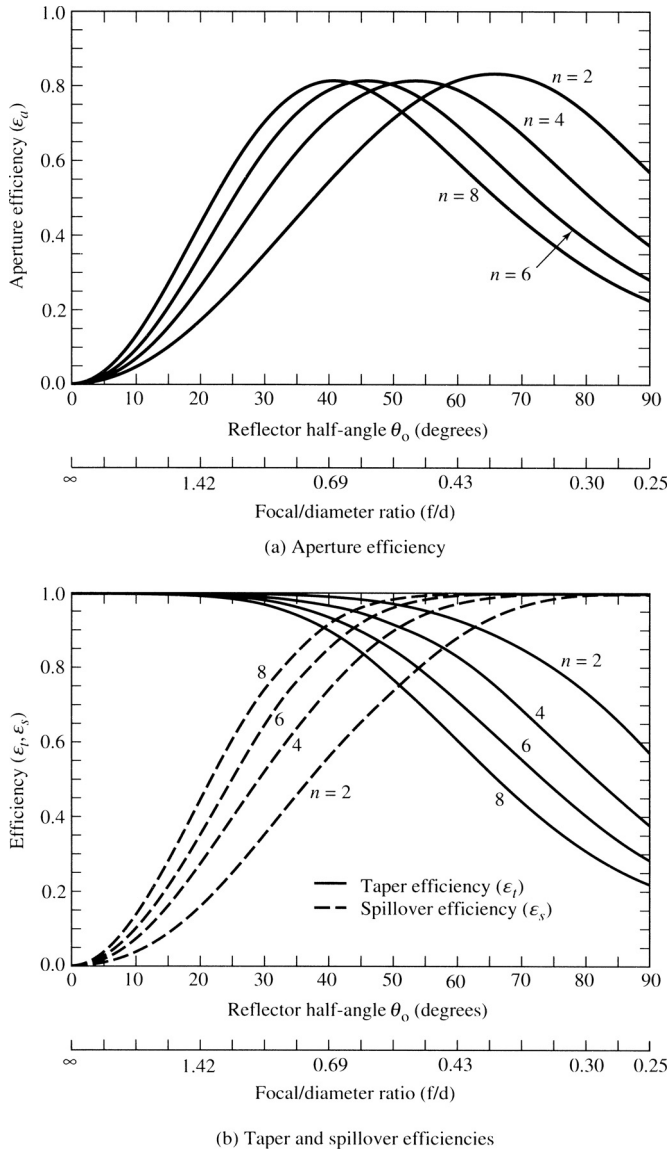 1.0
0.8
0.6
0.4
0.2
0.0
Aperture efficiency (εₐ)
n = 2
n = 4
n = 8
n = 6
0 10 20 30 40 50 60 70 80 90
Reflector half-angle θₒ (degrees)
∞ 1.42 0.69 0.43 0.30 0.25
Focal/diameter ratio (f/d)
(a) Aperture efficiency
1.0
0.8
0.6
0.4
0.2
0.0
Efficiency (εₜ, εₛ)
8
6
4
n = 2
n = 2
4
6
8
Taper efficiency (εₜ)
Spillover efficiency (εₛ)
0 10 20 30 40 50 60 70 80 90
Reflector half-angle θₒ (degrees)
∞ 1.42 0.69 0.43 0.30 0.25
Focal/diameter ratio (f/d)
(b) Taper and spillover efficiencies